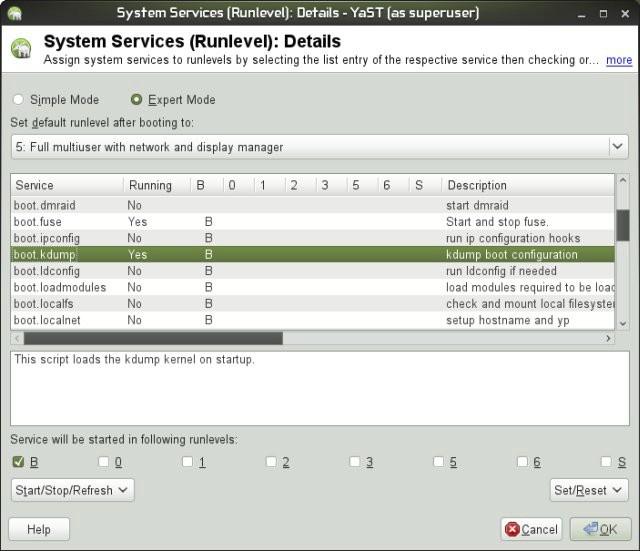 System Services (Runlevel): Details - YaST (as superuser)
System Services (Runlevel): Details
Assign system services to runlevels by selecting the list entry of the respective service then checking or... more
Simple Mode Expert Mode
Set default runlevel after booting to:
5: Full multiuser with network and display manager
Service Running B 0 1 2 3 5 6 S Description
boot.dmraid No start dmraid
boot.fuse Yes B Start and stop fuse.
boot.ipconfig No B run ip configuration hooks
boot.kdump Yes B kdump boot configuration
boot.ldconfig No B run ldconfig if needed
boot.loadmodules No B load modules required to be load
boot.localfs No B check and mount local filesyster
boot.localnet No B setup hostname and yp
This script loads the kdump kernel on startup.
Service will be started in following runlevels:
B 0 1 2 3 5 6 S
Start/Stop/Refresh Set/Reset
Help Cancel OK